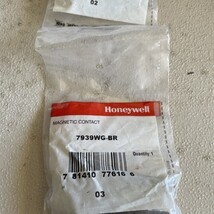 02
Honeywell
MAGNETIC CONTACT
7939WG-BR
Quantity 1
7 81410 77616 6
03